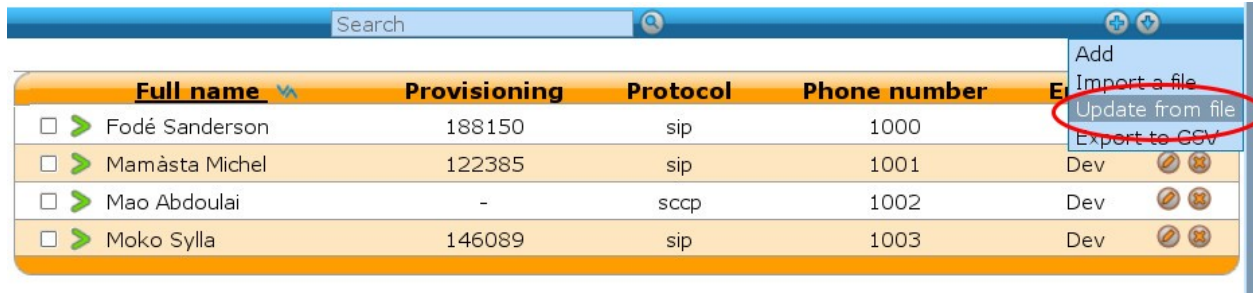 Search
Add
Import a file
Update from file
Export to CSV
Full name Provisioning Protocol Phone number
Fodé Sanderson 188150 sip 1000
Mamàsta Michel 122385 sip 1001 Dev
Mao Abdoulai - sccp 1002 Dev
Moko Sylla 146089 sip 1003 Dev